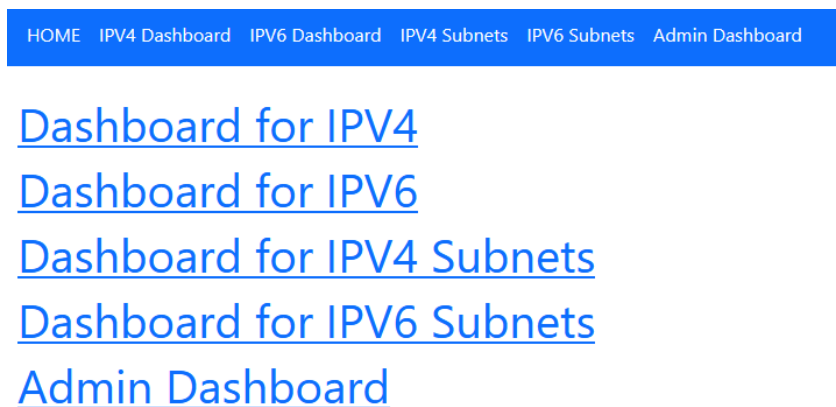 HOME IPV4 Dashboard IPV6 Dashboard IPV4 Subnets IPV6 Subnets Admin Dashboard
Dashboard for IPV4
Dashboard for IPV6
Dashboard for IPV4 Subnets
Dashboard for IPV6 Subnets
Admin Dashboard